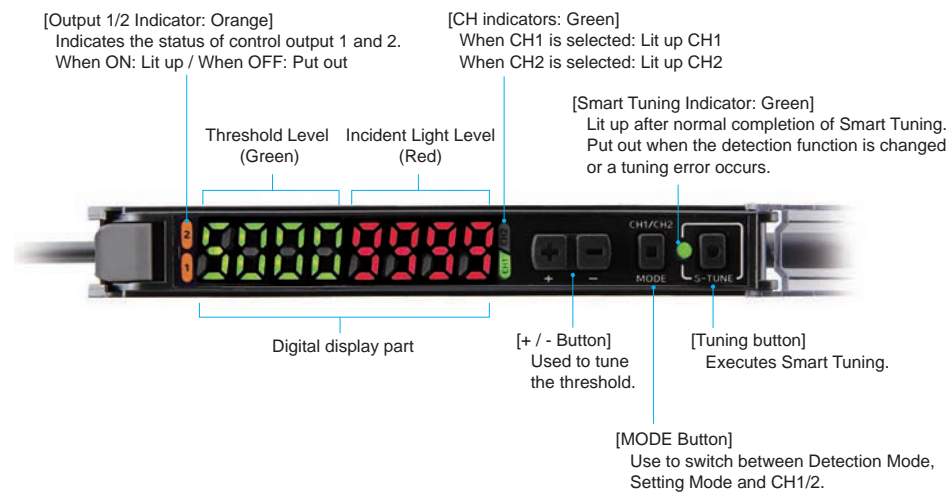 [Output 1/2 Indicator: Orange]
Indicates the status of control output 1 and 2.
When ON: Lit up / When OFF: Put out
[CH indicators: Green]
When CH1 is selected: Lit up CH1
When CH2 is selected: Lit up CH2
[Smart Tuning Indicator: Green]
Lit up after normal completion of Smart Tuning.
Put out when the detection function is changed
or a tuning error occurs.
Threshold Level
(Green)
Incident Light Level
(Red)
2
1
9999
CH2
CH1
+
−
CH1/CH2
MODE
S-TUNE
Digital display part
[+ / - Button]
Used to tune
the threshold.
[Tuning button]
Executes Smart Tuning.
[MODE Button]
Use to switch between Detection Mode,
Setting Mode and CH1/2.